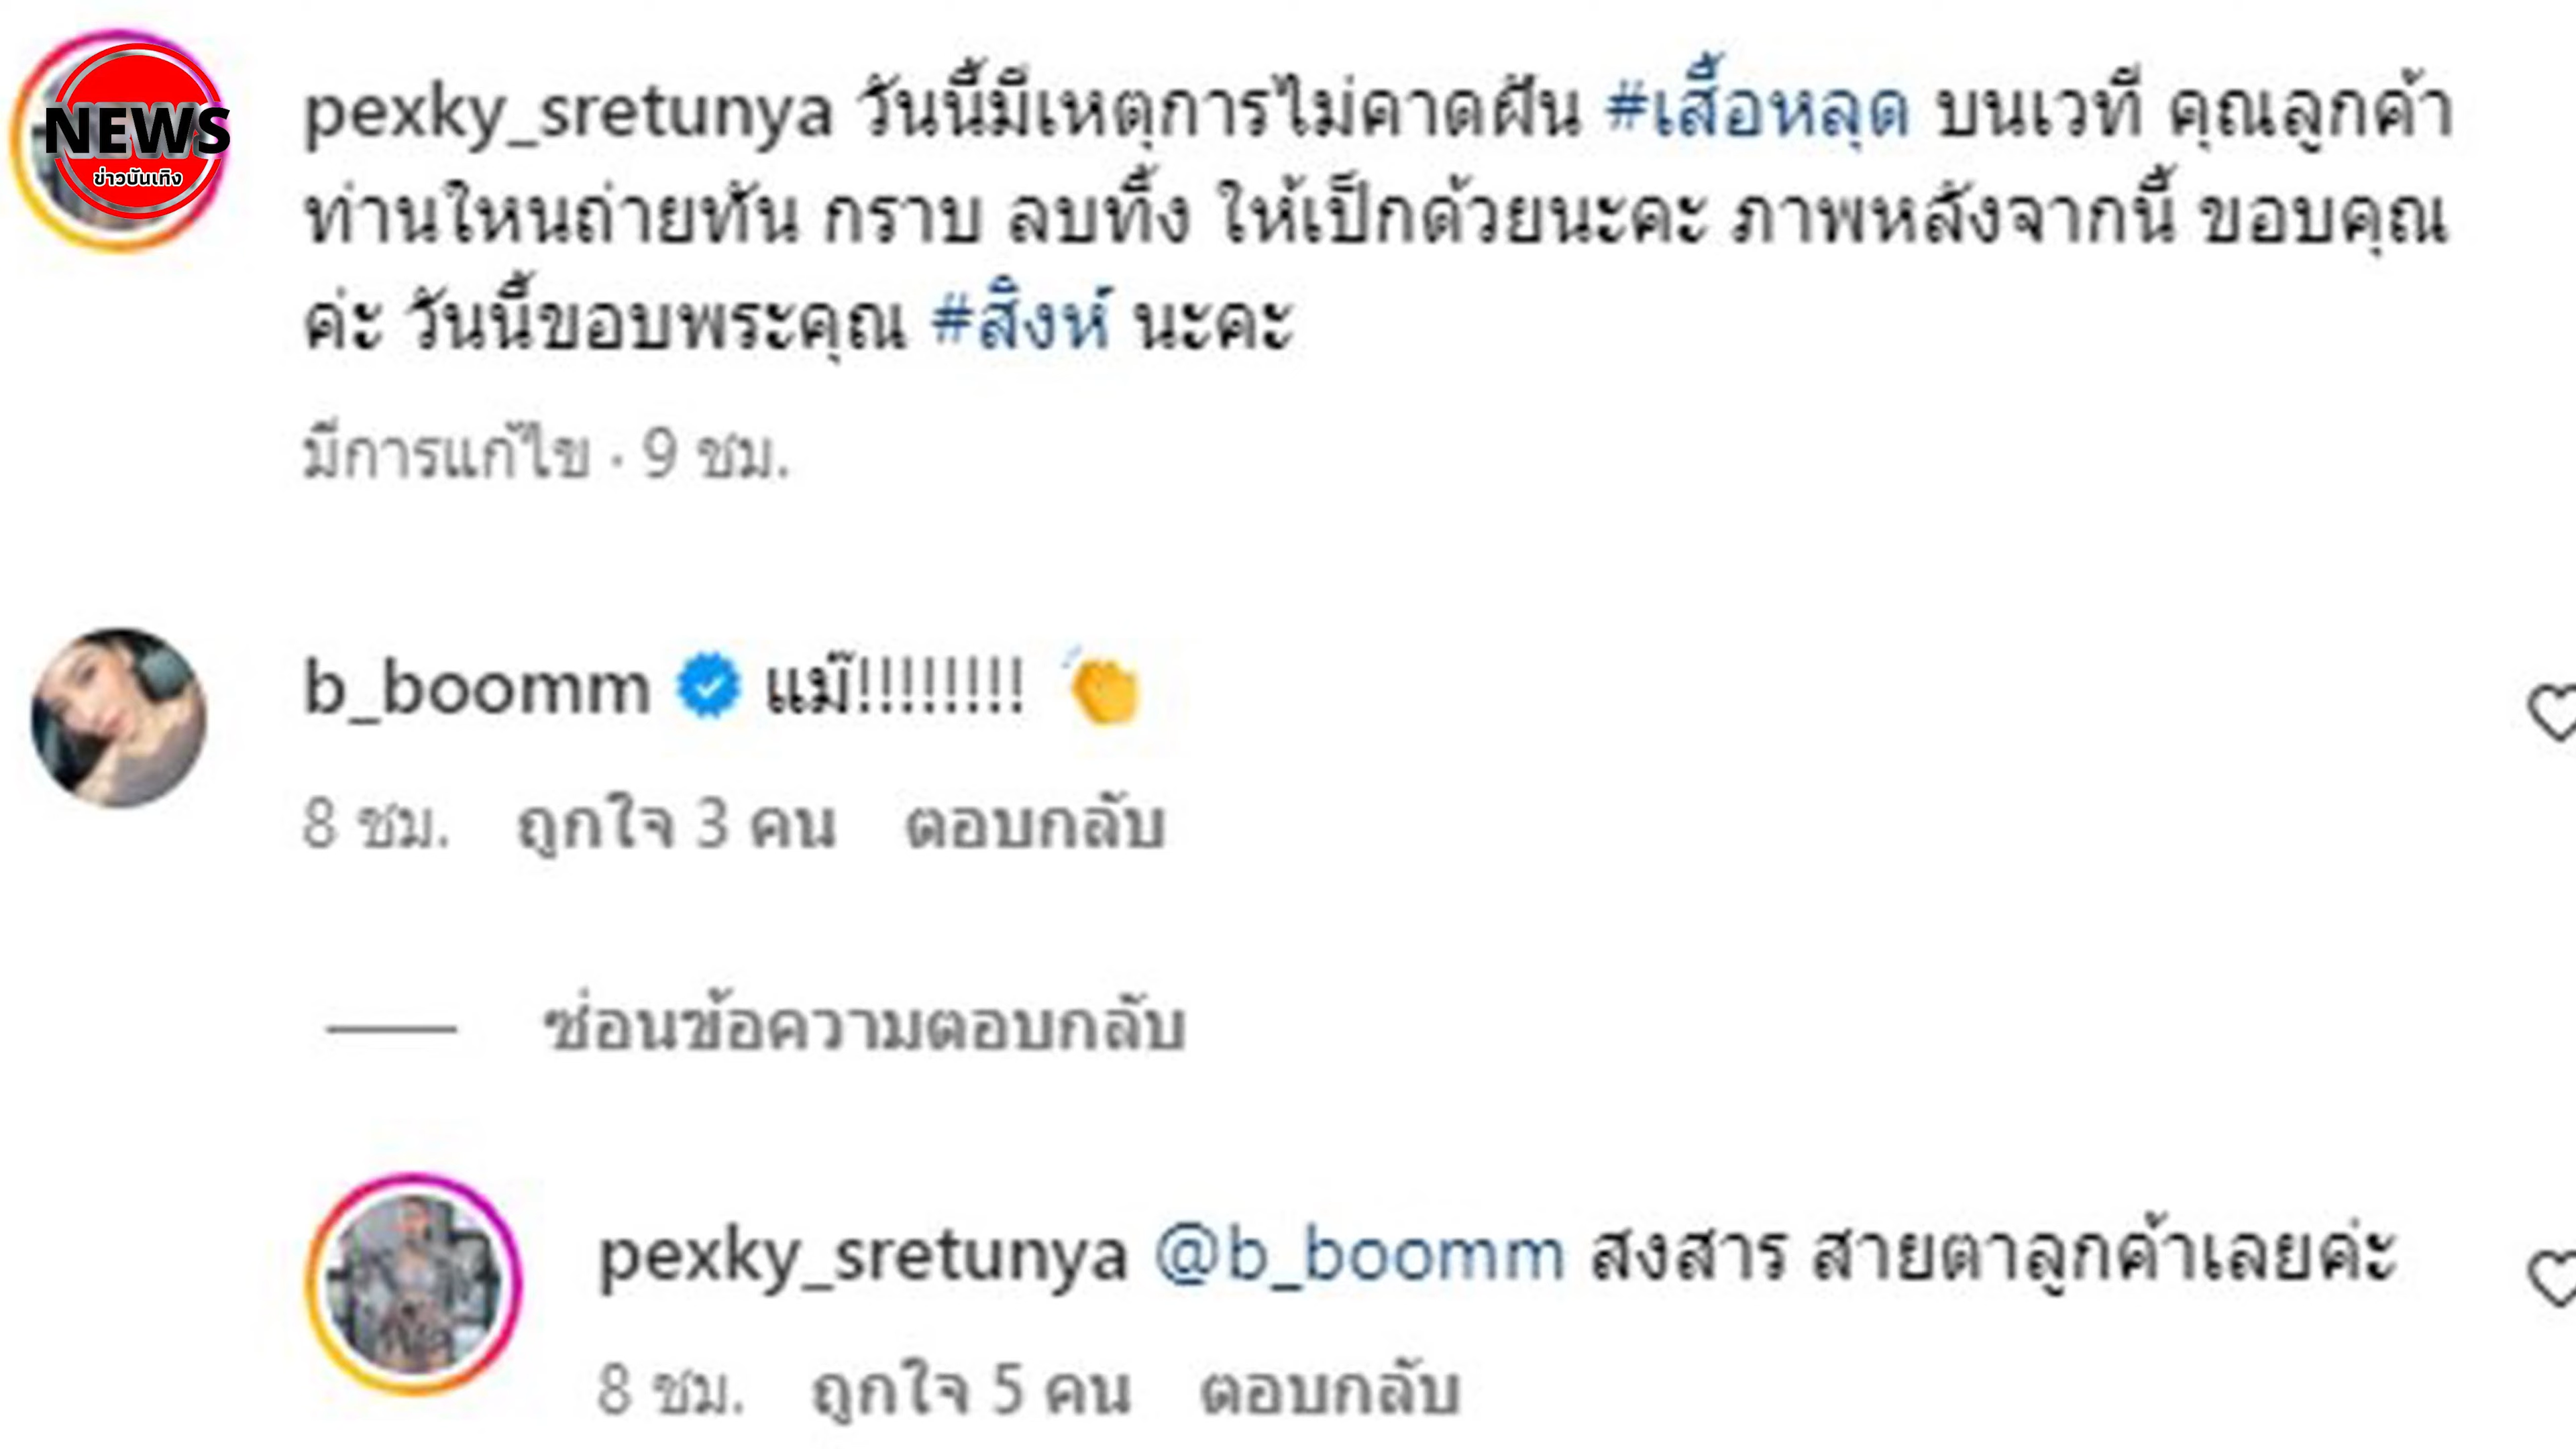 NEWS
ข่าวบันเทิง
pexky_sretunya วันนี้มีเหตุการไม่คาดฝัน #เสื้อหลุด บนเวที คุณลูกค้า
ท่านใหนถ่ายทัน กราบ ลบทิ้ง ให้เป็กด้วยนะคะ ภาพหลังจากนี้ ขอบคุณ
ค่ะ วันนี้ขอบพระคุณ #สิงห์ นะคะ
มีการแก้ไข · 9 ชม.
b_boomm แม๊!!!!!!!! 👏
8 ชม. ถูกใจ 3 คน ตอบกลับ
ซ่อนข้อความตอบกลับ
pexky_sretunya @b_boomm สงสาร สายตาลูกค้าเลยค่ะ
8 ชม. ถูกใจ 5 คน ตอบกลับ